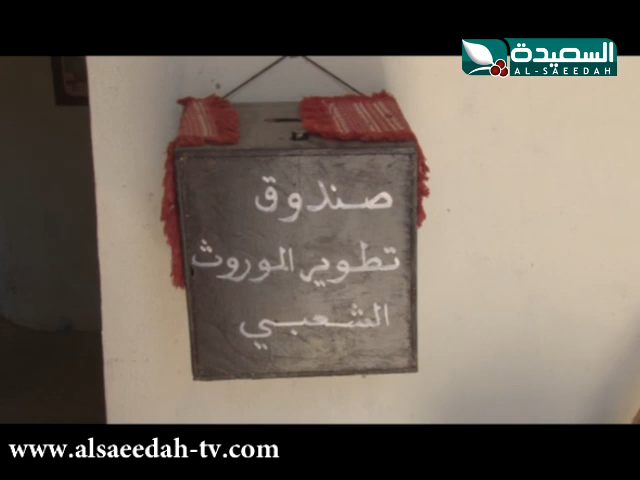 السعيدة
AL-SAEEDAH
صندوق
تطوير الموروث
الشعبي
www.alsaeedah-tv.com